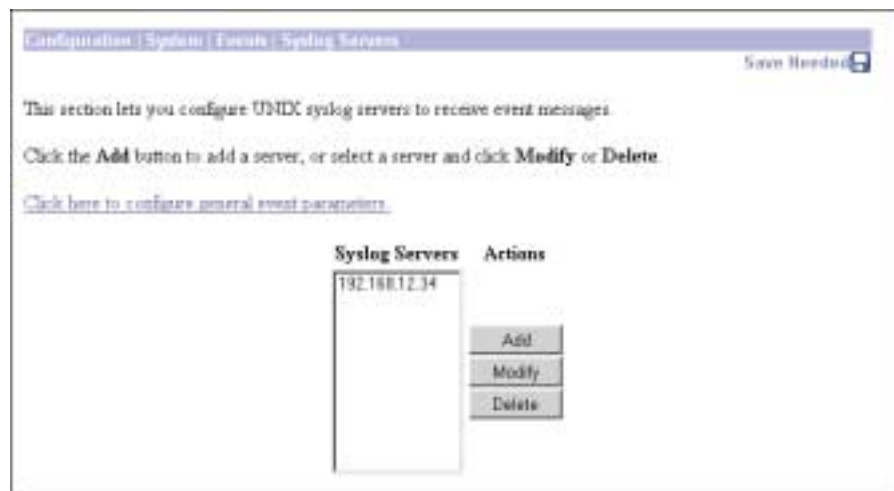 Configuration | System | Events | Syslog Servers
Save Needed
This section lets you configure UNIX syslog servers to receive event messages.
Click the Add button to add a server, or select a server and click Modify or Delete.
Click here to configure general event parameters.
Syslog Servers Actions
192.168.12.34
Add
Modify
Delete